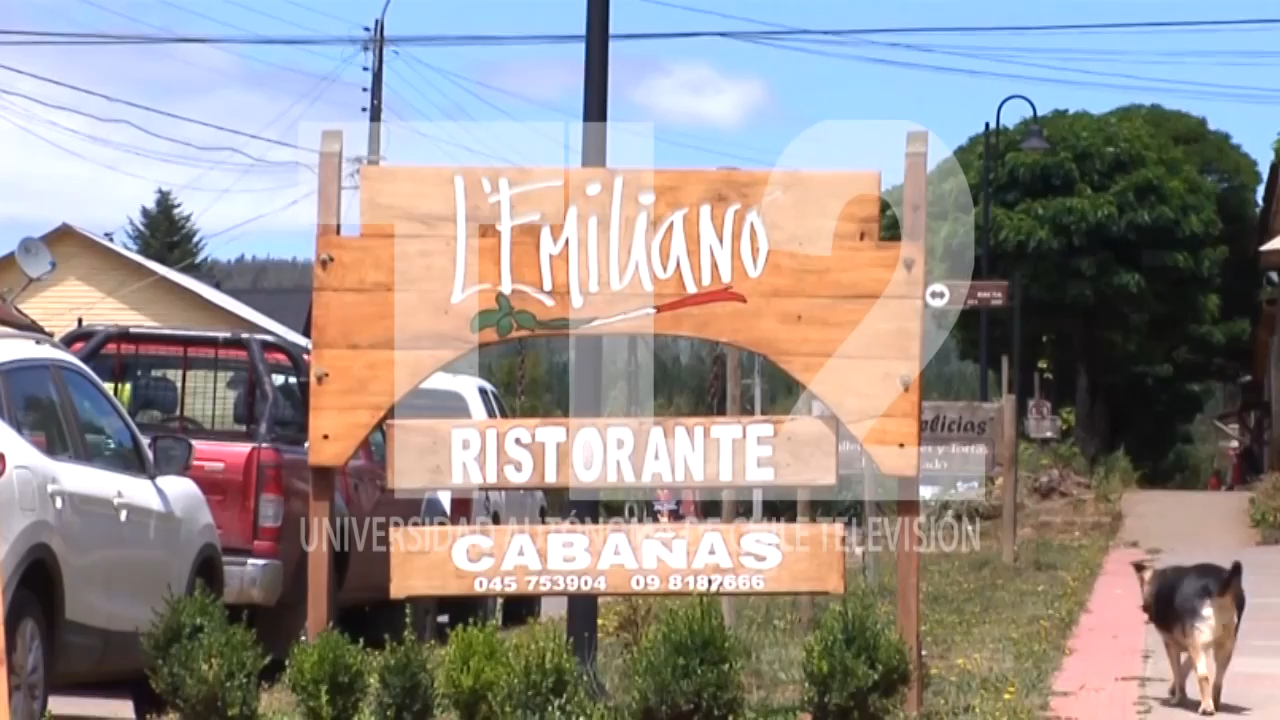 L'Emiliano
RISTORANTE
CABAÑAS
045 753904 09 8187666
UNIVERSIDAD AUTÓNOMA DE CHILE TELEVISIÓN